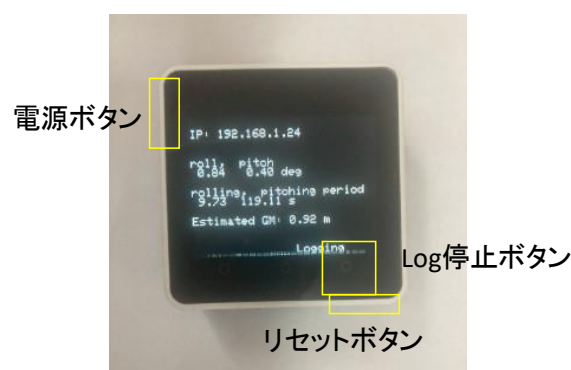 電源ボタン
IP: 192.168.1.24
roll, pitch
0.84 0.40 deg
rolling, pitching period
9.73 119.11 s
Estimated GM: 0.92 m
Logging
Log停止ボタン
リセットボタン